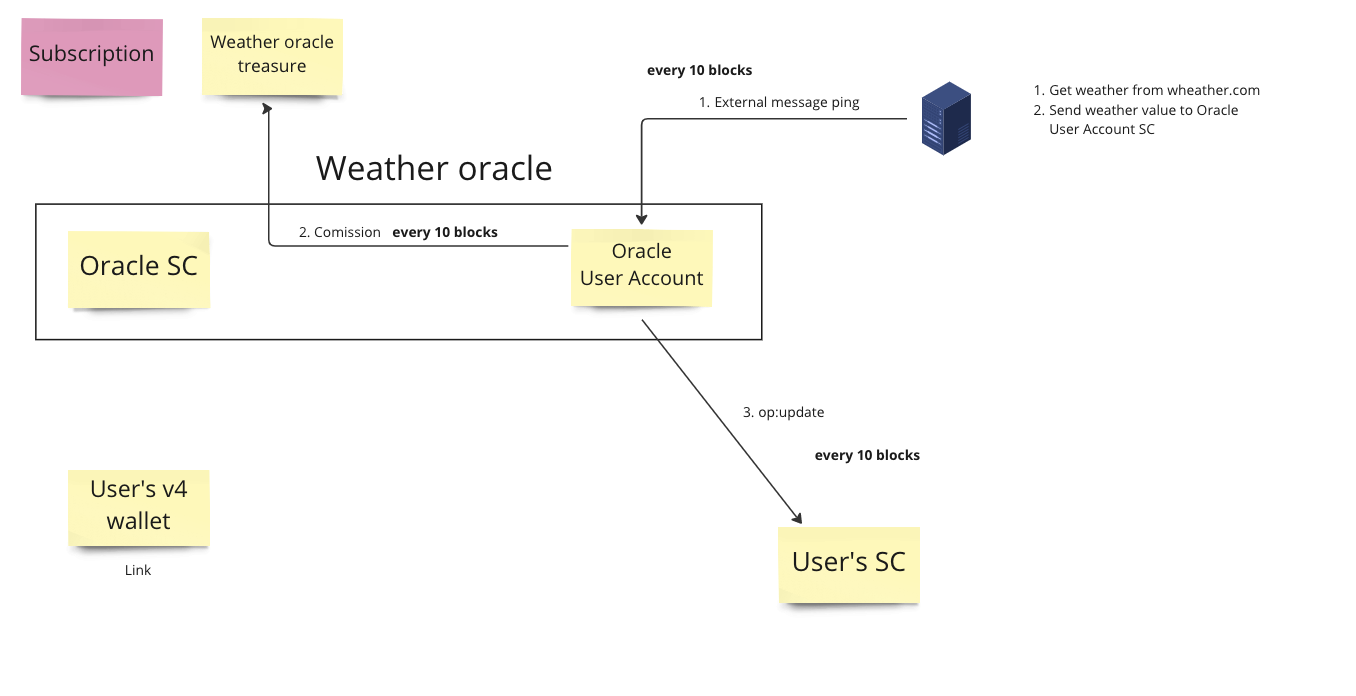 Subscription
Weather oracle
treasure
every 10 blocks
1. External message ping
1. Get weather from wheather.com
2. Send weather value to Oracle
User Account SC
Weather oracle
2. Comission every 10 blocks
Oracle SC
Oracle
User Account
3. op:update
every 10 blocks
User's v4
wallet
Link
User's SC